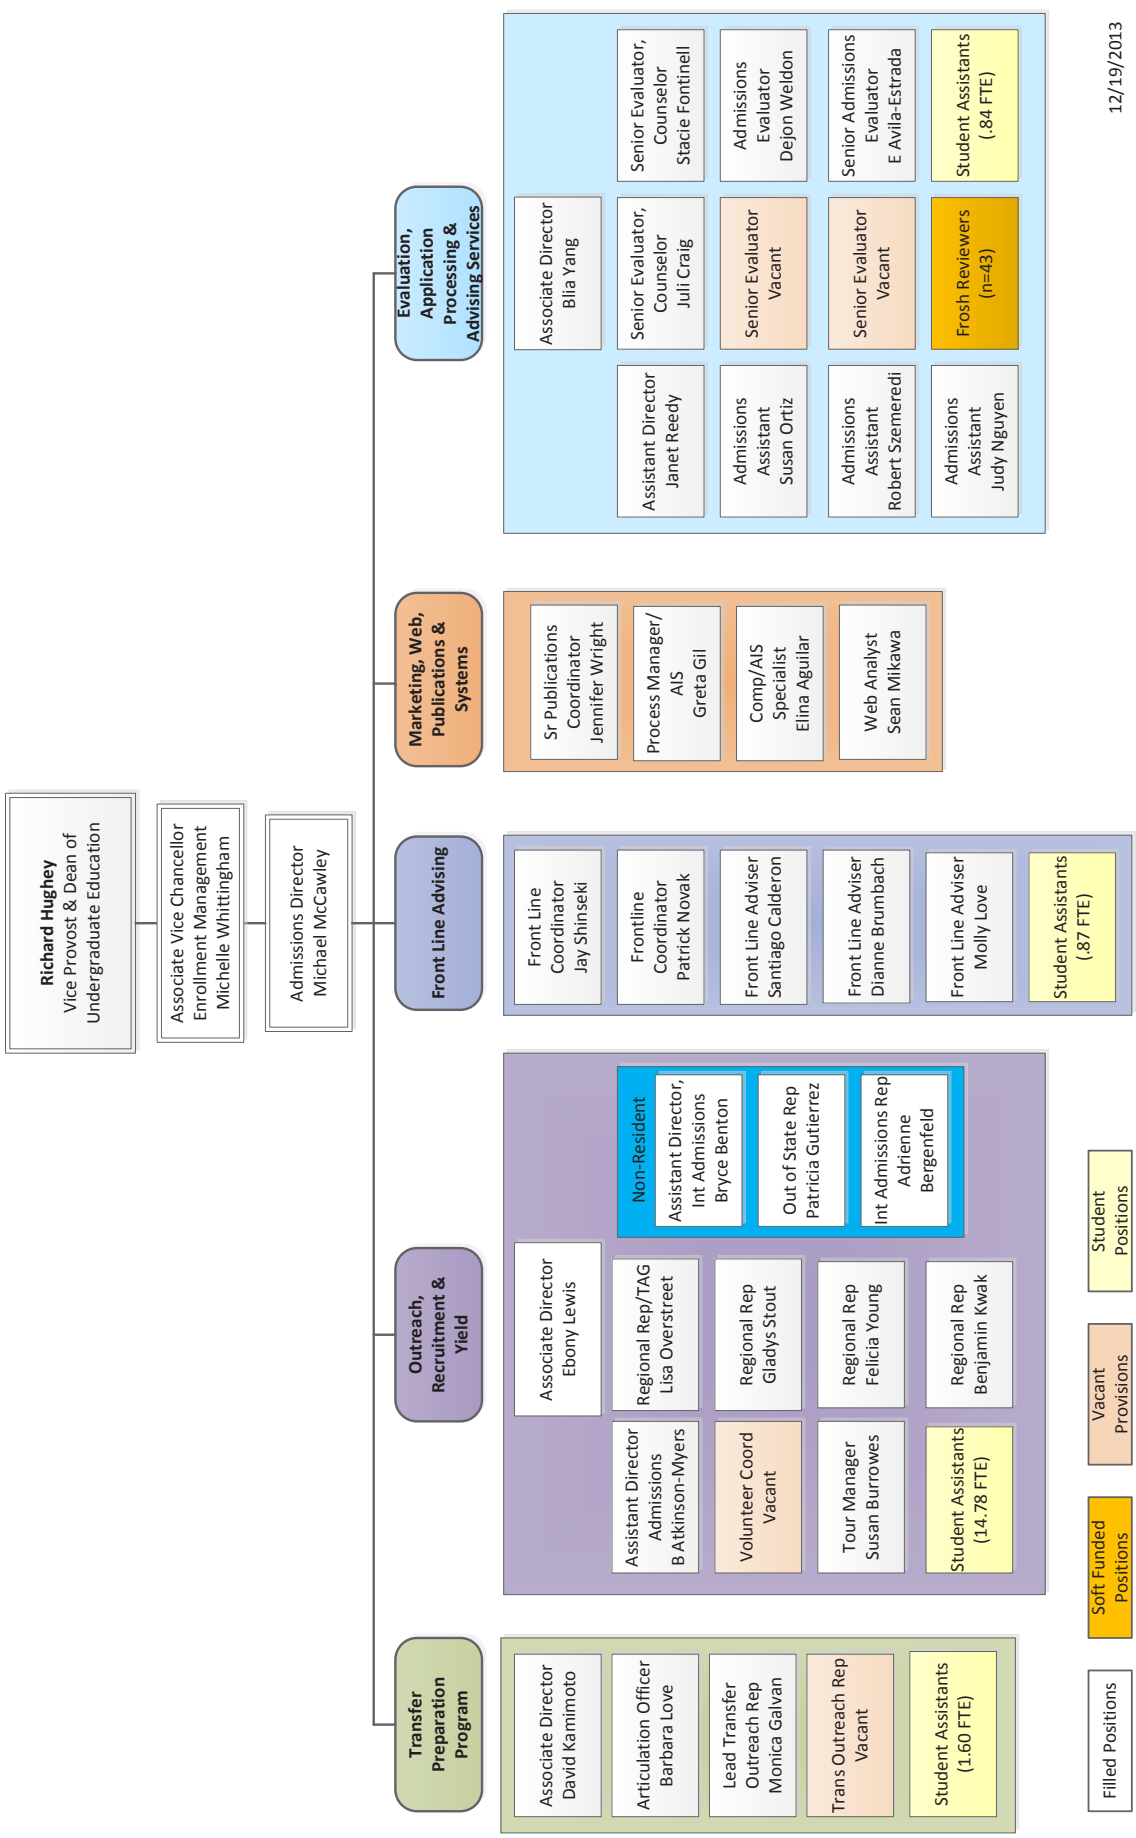 Richard Hughey
Vice Provost & Dean of
Undergraduate Education
Associate Vice Chancellor
Enrollment Management
Michelle Whittingham
Admissions Director
Michael McCawley
Transfer
Preparation
Program
Associate Director
David Kamimoto
Articulation Officer
Barbara Love
Lead Transfer
Outreach Rep
Monica Galvan
Trans Outreach Rep
Vacant
Student Assistants
(1.60 FTE)
Outreach,
Recruitment &
Yield
Associate Director
Ebony Lewis
Assistant Director
Admissions
B Atkinson-Myers
Volunteer Coord
Vacant
Tour Manager
Susan Burrowes
Student Assistants
(14.78 FTE)
Regional Rep/TAG
Lisa Overstreet
Regional Rep
Gladys Stout
Regional Rep
Felicia Young
Regional Rep
Benjamin Kwak
Non-Resident
Assistant Director,
Int Admissions
Bryce Benton
Out of State Rep
Patricia Gutierrez
Int Admissions Rep
Adrienne
Bergenfeld
Front Line Advising
Front Line
Coordinator
Jay Shinseki
Frontline
Coordinator
Patrick Novak
Front Line Adviser
Santiago Calderon
Front Line Adviser
Dianne Brumbach
Front Line Adviser
Molly Love
Student Assistants
(.87 FTE)
Marketing, Web,
Publications &
Systems
Sr Publications
Coordinator
Jennifer Wright
Process Manager/
AIS
Greta Gil
Comp/AIS
Specialist
Elina Aguilar
Web Analyst
Sean Mikawa
Evaluation,
Application
Processing &
Advising Services
Associate Director
Blia Yang
Assistant Director
Janet Reedy
Admissions
Assistant
Susan Ortiz
Admissions
Assistant
Robert Szemeredi
Admissions
Assistant
Judy Nguyen
Senior Evaluator,
Counselor
Juli Craig
Senior Evaluator
Vacant
Senior Evaluator
Vacant
Frosh Reviewers
(n=43)
Senior Evaluator,
Counselor
Stacie Fontinell
Admissions
Evaluator
Dejon Weldon
Senior Admissions
Evaluator
E Avila-Estrada
Student Assistants
(.84 FTE)
Filled Positions
Soft Funded
Positions
Vacant
Provisions
Student
Positions
12/19/2013